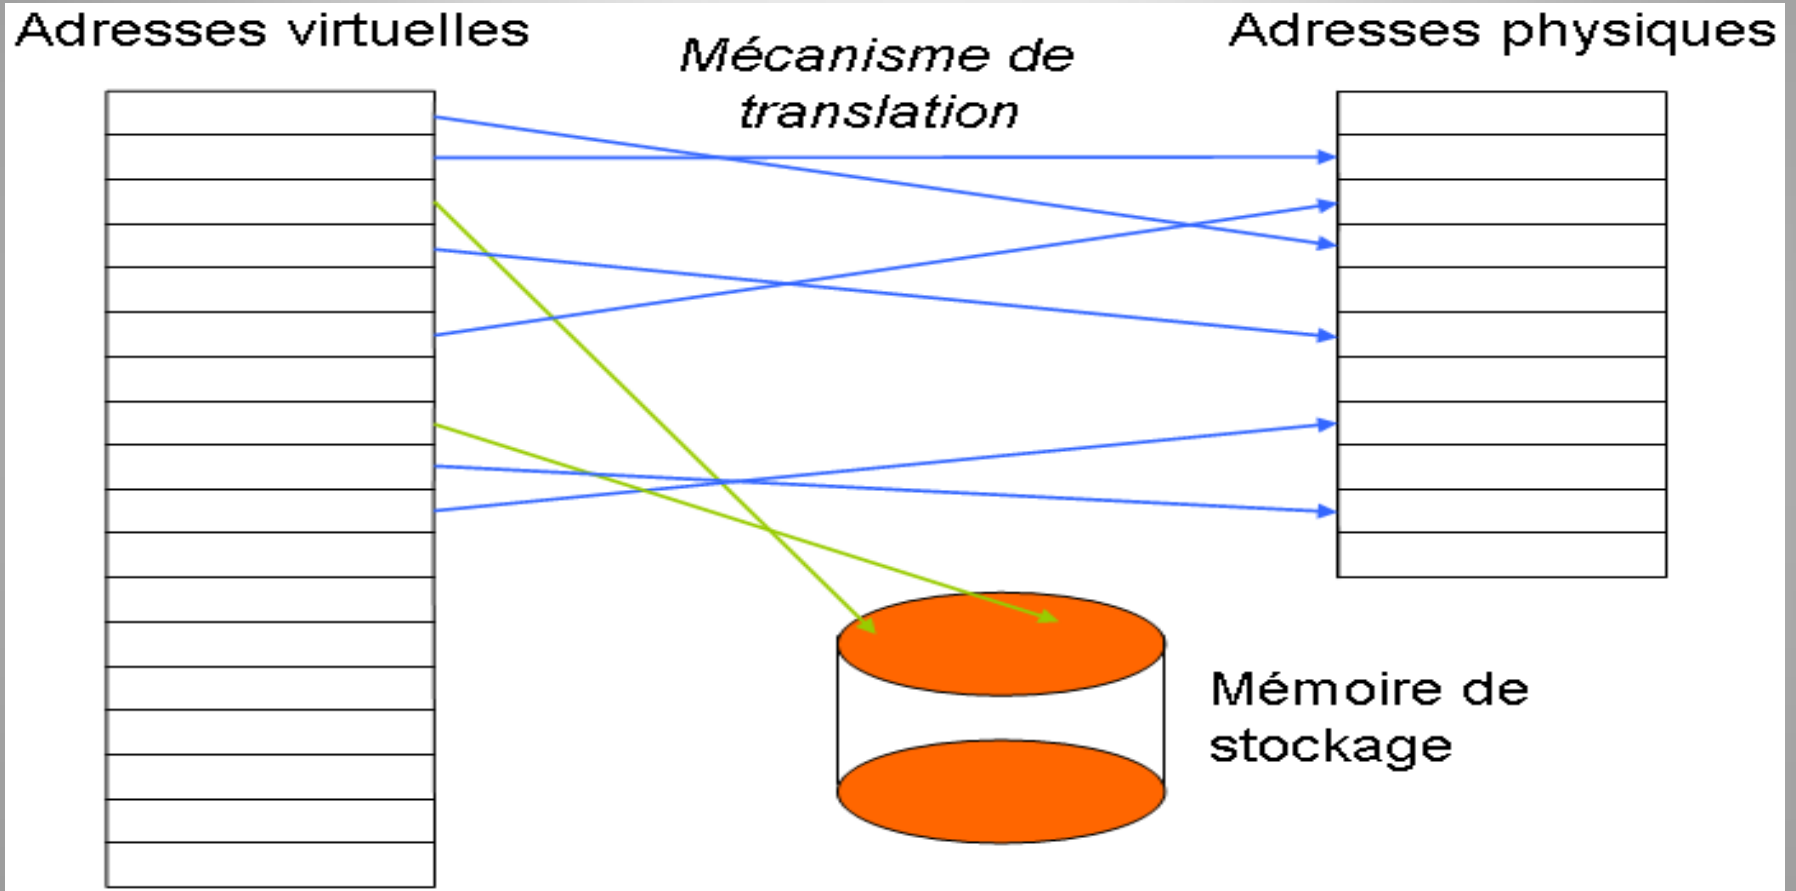 Adresses virtuelles
Mécanisme de
translation
Adresses physiques
Mémoire de
stockage